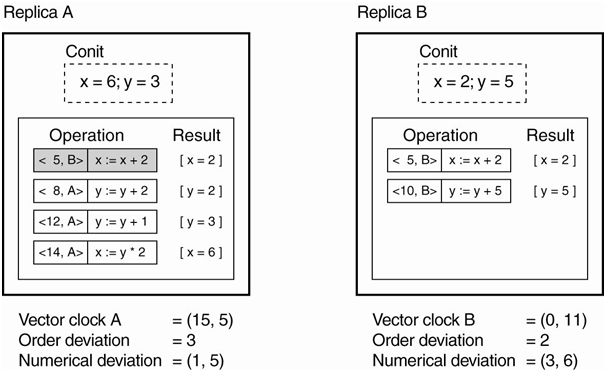 Replica A
Conit
x = 6; y = 3
Operation Result
< 5, B> x := x + 2 [ x = 2 ]
< 8, A> y := y + 2 [ y = 2 ]
<12, A> y := y + 1 [ y = 3 ]
<14, A> x := y * 2 [ x = 6 ]
Vector clock A = (15, 5)
Order deviation = 3
Numerical deviation = (1, 5)
Replica B
Conit
x = 2; y = 5
Operation Result
< 5, B> x := x + 2 [ x = 2 ]
<10, B> y := y + 5 [ y = 5 ]
Vector clock B = (0, 11)
Order deviation = 2
Numerical deviation = (3, 6)